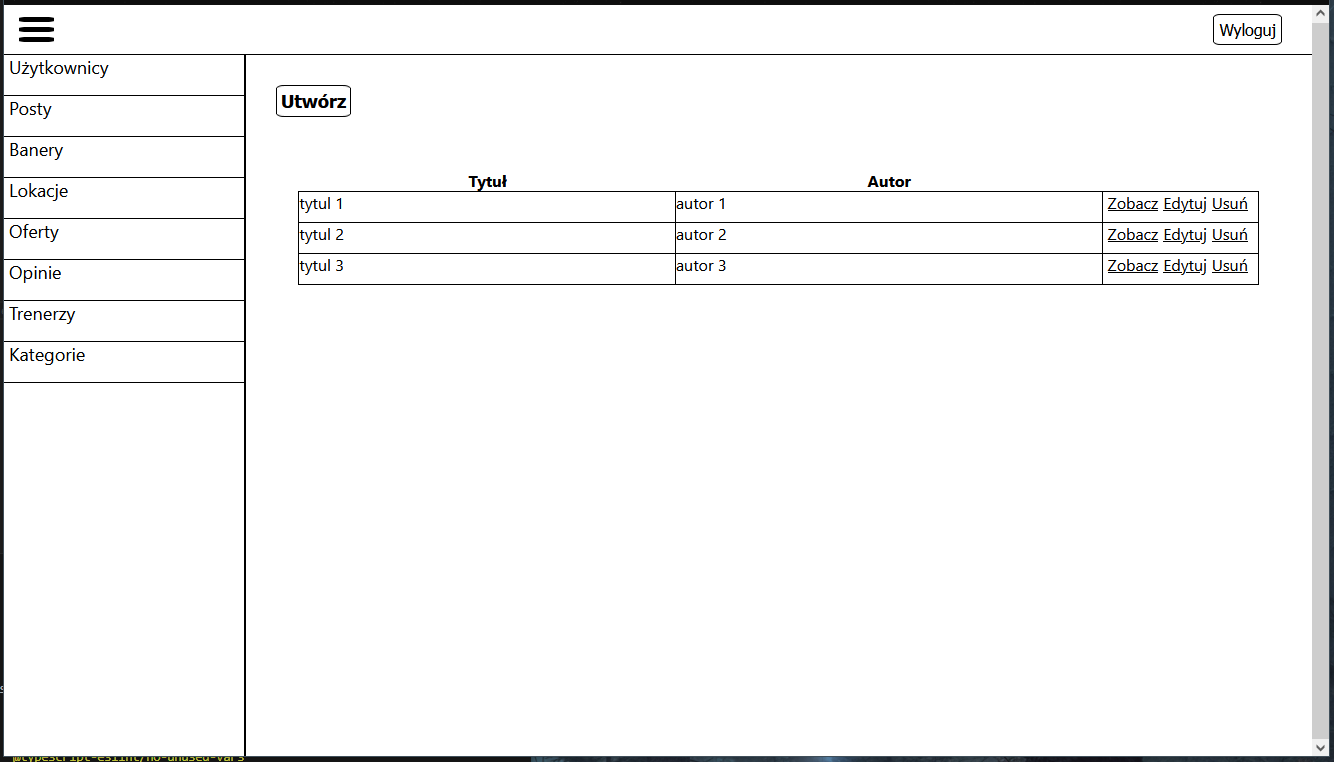 Wyloguj
Użytkownicy
Posty
Banery
Lokacje
Oferty
Opinie
Trenerzy
Kategorie
Utwórz
Tytuł Autor
tytul 1 autor 1 Zobacz Edytuj Usuń
tytul 2 autor 2 Zobacz Edytuj Usuń
tytul 3 autor 3 Zobacz Edytuj Usuń
@typescript-eslint/no-unused-vars